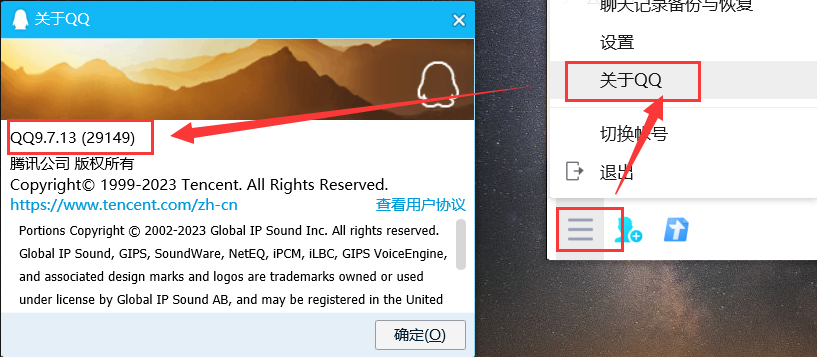 关于QQ
QQ9.7.13 (29149)
腾讯公司 版权所有
Copyright© 1999-2023 Tencent. All Rights Reserved.
https://www.tencent.com/zh-cn
查看用户协议
Portions Copyright © 2002-2023 Global IP Sound Inc. All rights reserved.
Global IP Sound, GIPS, SoundWare, NetEQ, iPCM, iLBC, GIPS VoiceEngine,
and associated design marks and logos are trademarks owned or used
under license by Global IP Sound AB, and may be registered in the United
确定(O)
聊天记录备份与恢复
设置
关于QQ
切换帐号
退出